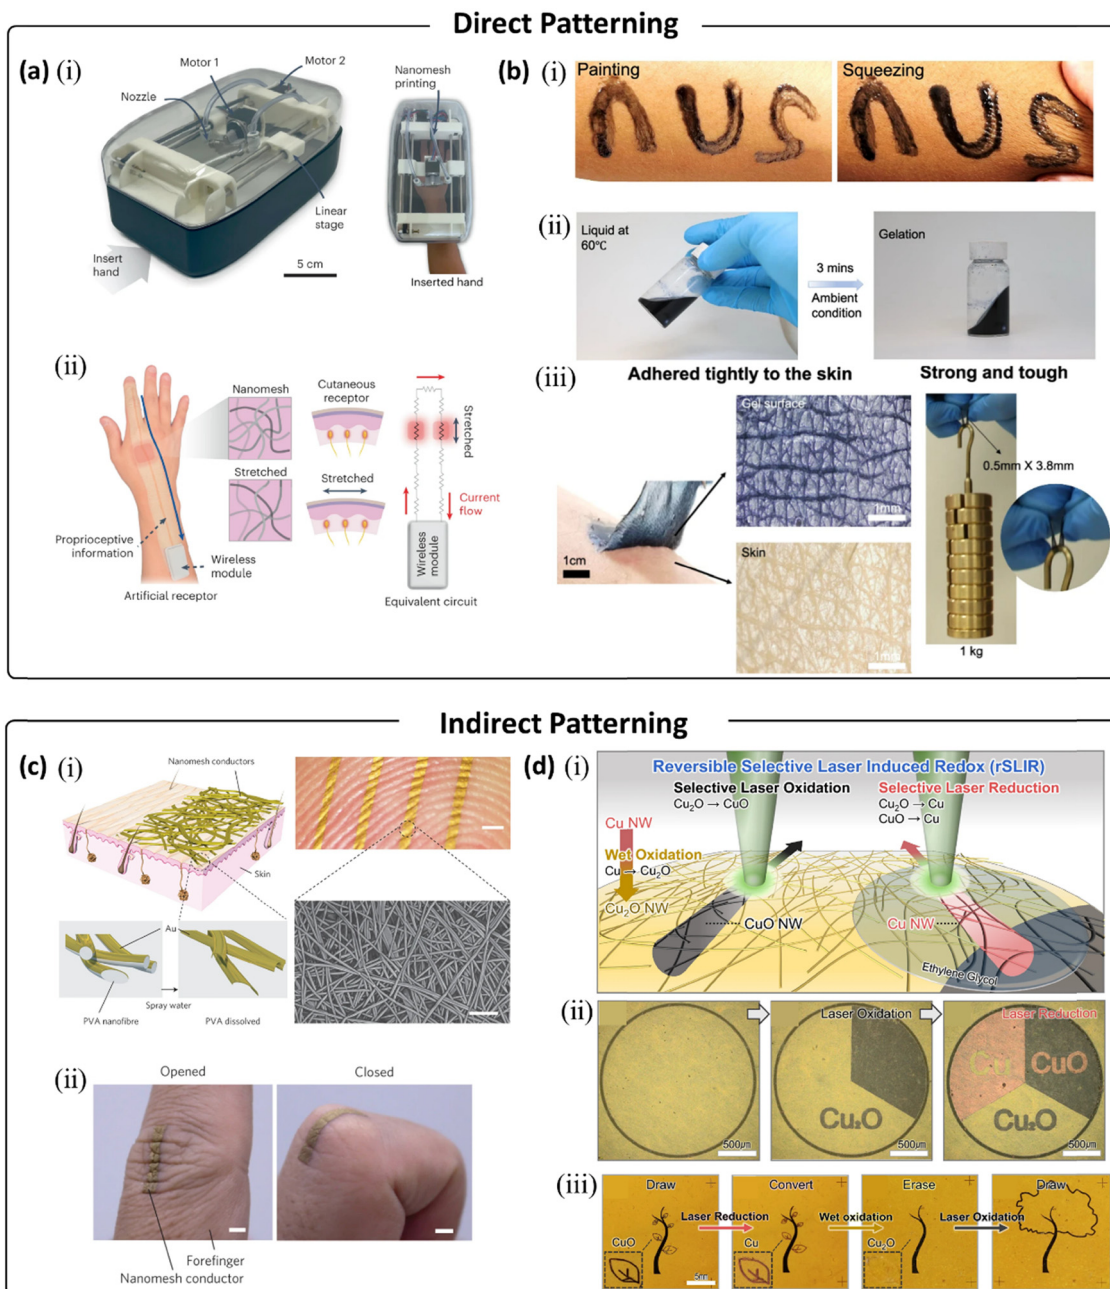 Direct Patterning
(a) (i)
Motor 1
Motor 2
Nozzle
Linear
stage
Insert
hand
5 cm
Nanomesh
printing
Inserted hand
(ii)
Nanomesh
Stretched
Proprioceptive
information
Wireless
module
Artificial receptor
Cutaneous
receptor
Stretched
Stretched
Current
flow
Wireless
module
Equivalent circuit
(b) (i)
Painting
Squeezing
NUS
NUS
(ii)
Liquid at
60℃
3 mins
Ambient
condition
Gelation
(iii)
Adhered tightly to the skin
Strong and tough
Gel surface
1mm
1cm
Skin
1mm
0.5mm X 3.8mm
1 kg
Indirect Patterning
(c) (i)
Nanomesh conductors
Skin
Au
Spray water
PVA nanofibre
PVA dissolved
(ii)
Opened
Closed
Forefinger
Nanomesh conductor
(d) (i)
Reversible Selective Laser Induced Redox (rSLIR)
Selective Laser Oxidation
Cu₂O → CuO
Selective Laser Reduction
Cu₂O → Cu
CuO → Cu
Cu NW
Wet Oxidation
Cu → Cu₂O
Cu₂O NW
CuO NW
Cu NW
Ethylene Glycol
(ii)
500μm
Laser Oxidation
Cu₂O
500μm
Laser Reduction
Cu
CuO
Cu₂O
500μm
(iii)
Draw
CuO
Laser Reduction
Convert
Cu
Wet oxidation
Erase
Cu₂O
Laser Oxidation
Draw